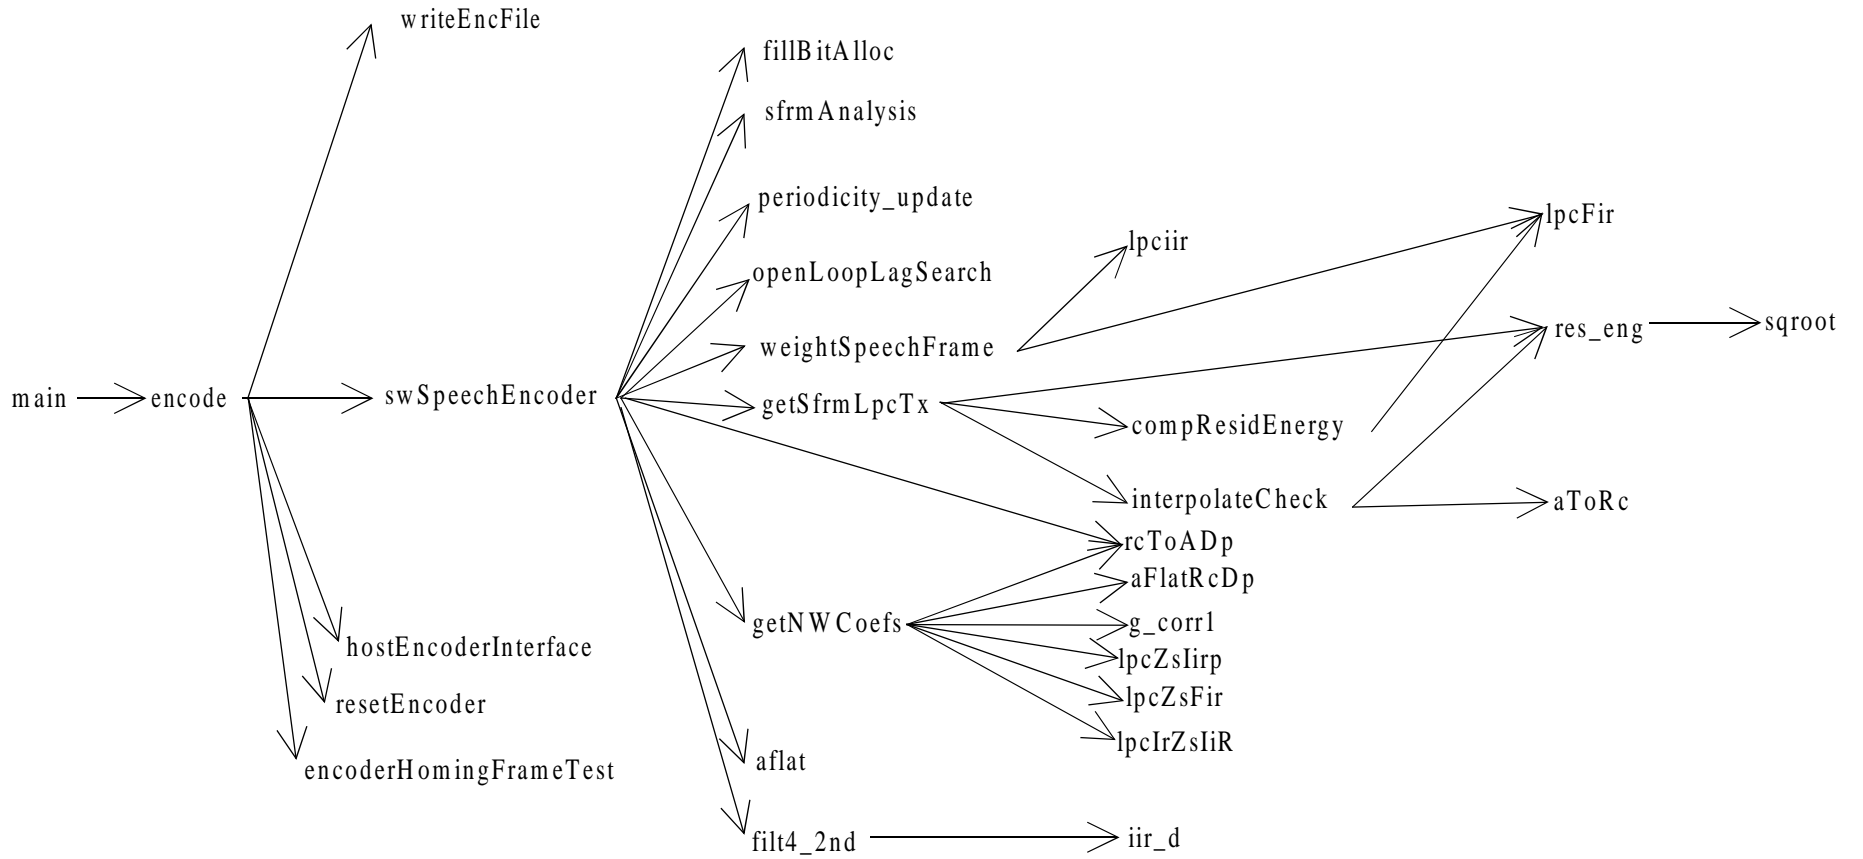 writeEncFile
fillBitAlloc
sfrmAnalysis
periodicity_update
lpcFir
lpciir
openLoopLagSearch
res_eng
sqroot
weightSpeechFrame
main
encode
swSpeechEncoder
getSfrmLpcTx
compResidEnergy
interpolateCheck
aToRc
rcToADp
aFlatRcDp
getNWCoefs
g_corr1
hostEncoderInterface
lpcZsIirp
resetEncoder
lpcZsFir
lpcIrZsIiR
encoderHomingFrameTest
aflat
filt4_2nd
iir_d